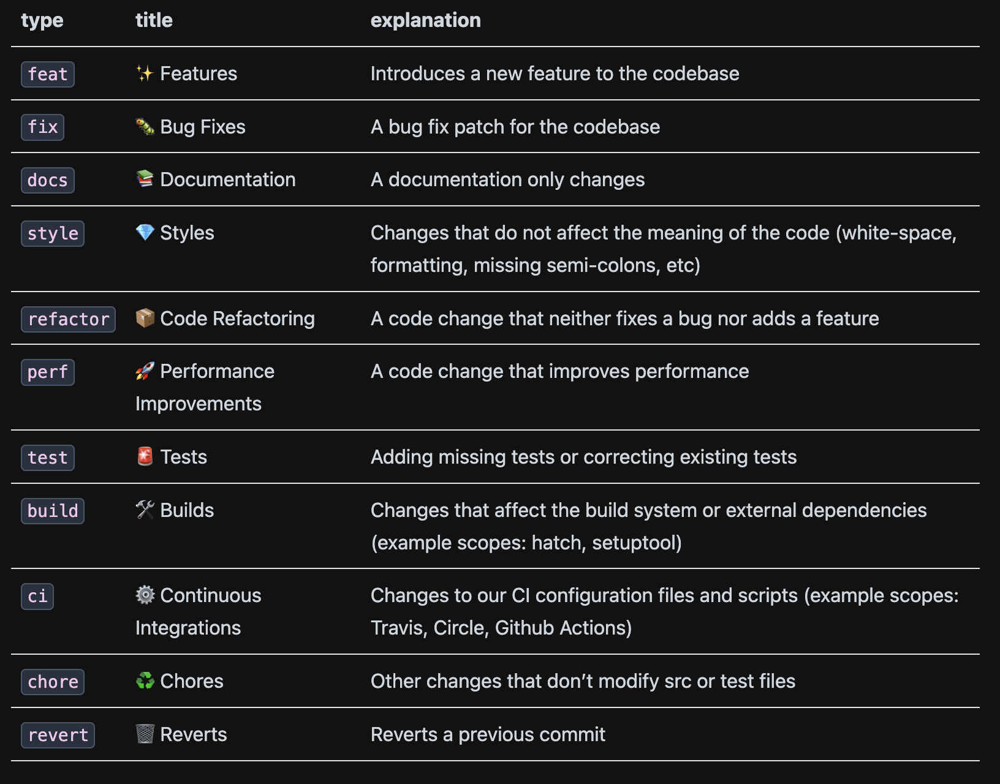 type title explanation
feat ✨ Features Introduces a new feature to the codebase
fix 🐛 Bug Fixes A bug fix patch for the codebase
docs 📚 Documentation A documentation only changes
style 💎 Styles Changes that do not affect the meaning of the code (white-space,
formatting, missing semi-colons, etc)
refactor 📦 Code Refactoring A code change that neither fixes a bug nor adds a feature
perf 🚀 Performance A code change that improves performance
Improvements
test 🚨 Tests Adding missing tests or correcting existing tests
build 🛠 Builds Changes that affect the build system or external dependencies
(example scopes: hatch, setuptool)
ci ⚙️ Continuous Changes to our CI configuration files and scripts (example scopes:
Integrations Travis, Circle, Github Actions)
chore ♻️ Chores Other changes that don’t modify src or test files
revert 🗑 Reverts Reverts a previous commit